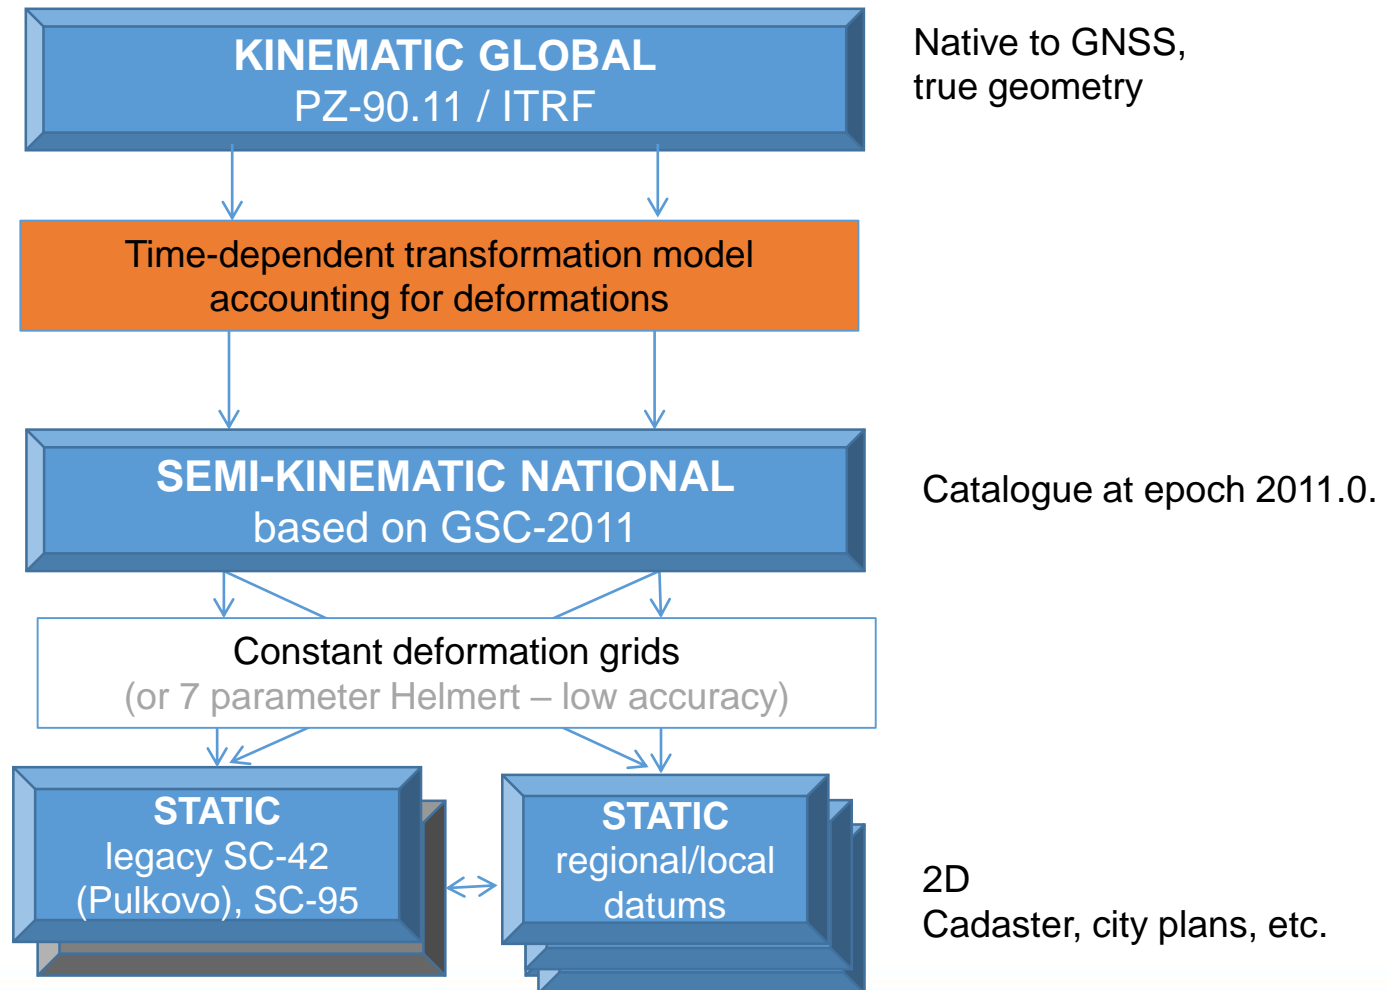 KINEMATIC GLOBAL
PZ-90.11 / ITRF
Native to GNSS,
true geometry
Time-dependent transformation model
accounting for deformations
SEMI-KINEMATIC NATIONAL
based on GSC-2011
Catalogue at epoch 2011.0.
Constant deformation grids
(or 7 parameter Helmert – low accuracy)
STATIC
legacy SC-42
(Pulkovo), SC-95
STATIC
regional/local
datums
2D
Cadaster, city plans, etc.